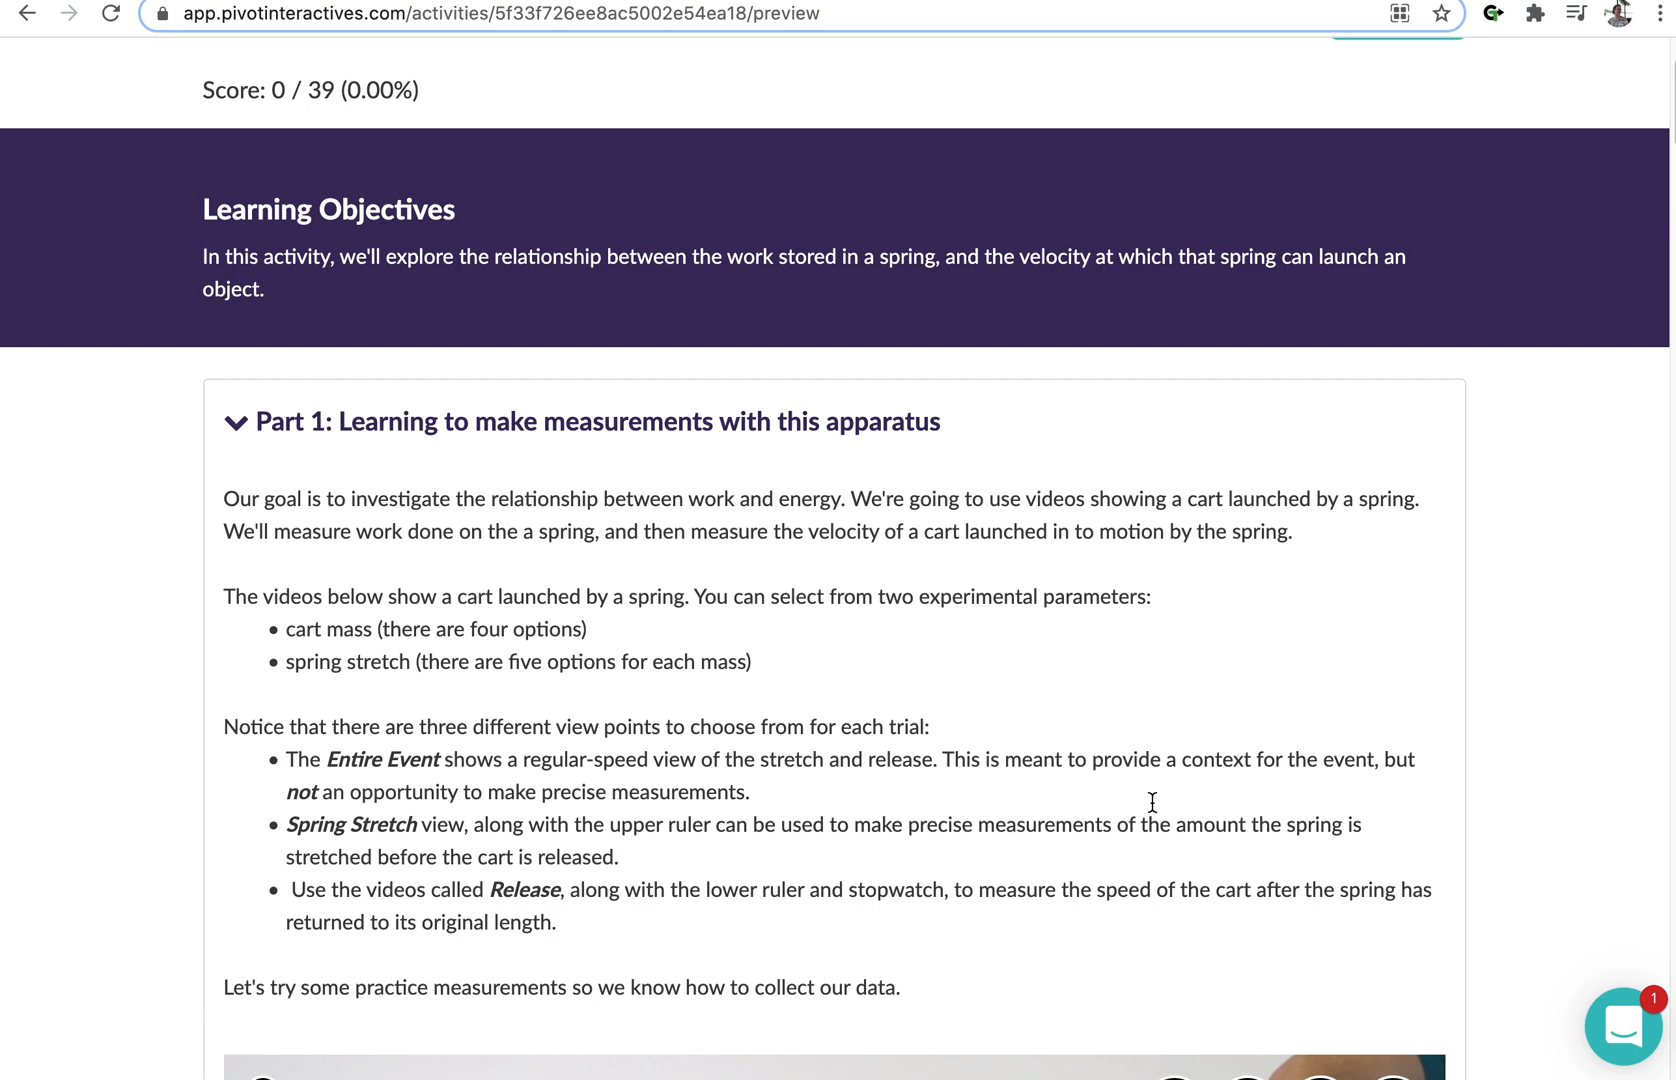 app.pivotinteractives.com/activities/5f33f726ee8ac5002e54ea18/preview
Score: 0 / 39 (0.00%)
Learning Objectives
In this activity, we'll explore the relationship between the work stored in a spring, and the velocity at which that spring can launch an
object.
Part 1: Learning to make measurements with this apparatus
Our goal is to investigate the relationship between work and energy. We're going to use videos showing a cart launched by a spring.
We'll measure work done on the a spring, and then measure the velocity of a cart launched in to motion by the spring.
The videos below show a cart launched by a spring. You can select from two experimental parameters:
• cart mass (there are four options)
• spring stretch (there are five options for each mass)
Notice that there are three different view points to choose from for each trial:
• The Entire Event shows a regular-speed view of the stretch and release. This is meant to provide a context for the event, but
not an opportunity to make precise measurements.
• Spring Stretch view, along with the upper ruler can be used to make precise measurements of the amount the spring is
stretched before the cart is released.
• Use the videos called Release, along with the lower ruler and stopwatch, to measure the speed of the cart after the spring has
returned to its original length.
Let's try some practice measurements so we know how to collect our data.
1